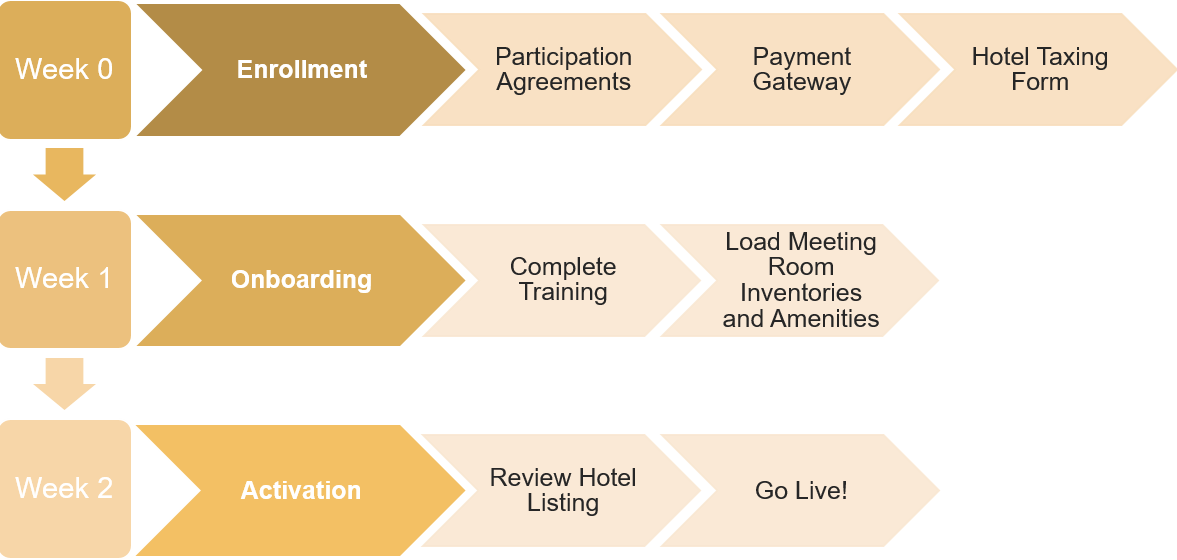 Week 0
Enrollment
Participation
Agreements
Payment
Gateway
Hotel Taxing
Form
Week 1
Onboarding
Complete
Training
Load Meeting
Room
Inventories
and Amenities
Week 2
Activation
Review Hotel
Listing
Go Live!